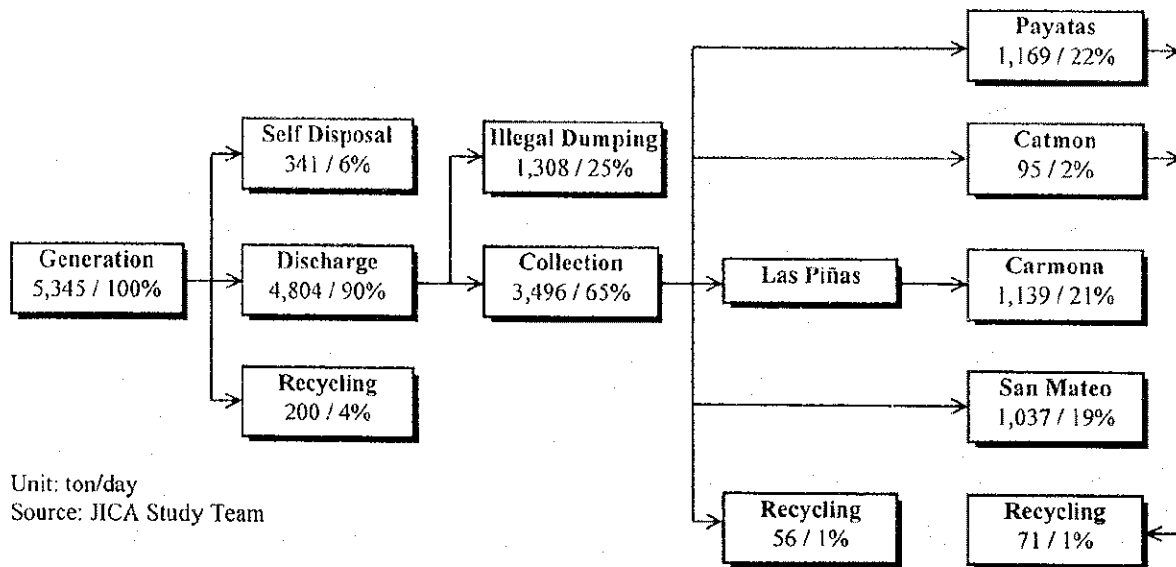 Payatas
1,169 / 22%
Self Disposal
341 / 6%
Illegal Dumping
1,308 / 25%
Catmon
95 / 2%
Generation
5,345 / 100%
Discharge
4,804 / 90%
Collection
3,496 / 65%
Las Piñas
Carmona
1,139 / 21%
Recycling
200 / 4%
San Mateo
1,037 / 19%
Unit: ton/day
Source: JICA Study Team
Recycling
56 / 1%
Recycling
71 / 1%